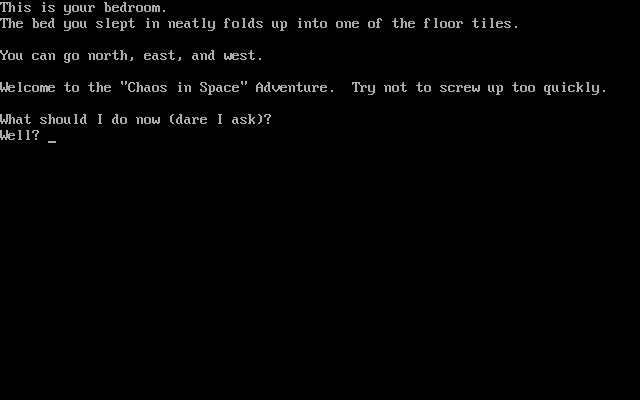 This is your bedroom.
The bed you slept in neatly folds up into one of the floor tiles.
You can go north, east, and west.
Welcome to the "Chaos in Space" Adventure.  Try not to screw up too quickly.
What should I do now (dare I ask)?
Well? _